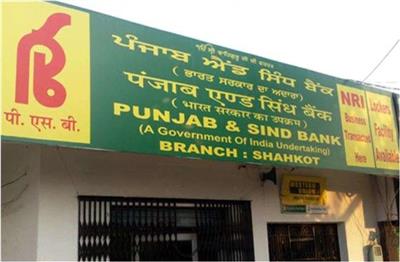 ਪੰਜਾਬ ਐਂਡ ਸਿੰਧ ਬੈਂਕ
( ਭਾਰਤ ਸਰਕਾਰ ਦਾ ਅਦਾਰਾ )
पंजाब एण्ड सिंध बैंक
( भारत सरकार का उपक्रम )
PUNJAB & SIND BANK
(A Government Of India Undertaking)
BRANCH : SHAHKOT
ਪੀ. ਐਸ. ਬੀ.
NRI
Business
Transacted
Here
Lockers
Facility
Available
WESTERN
UNION